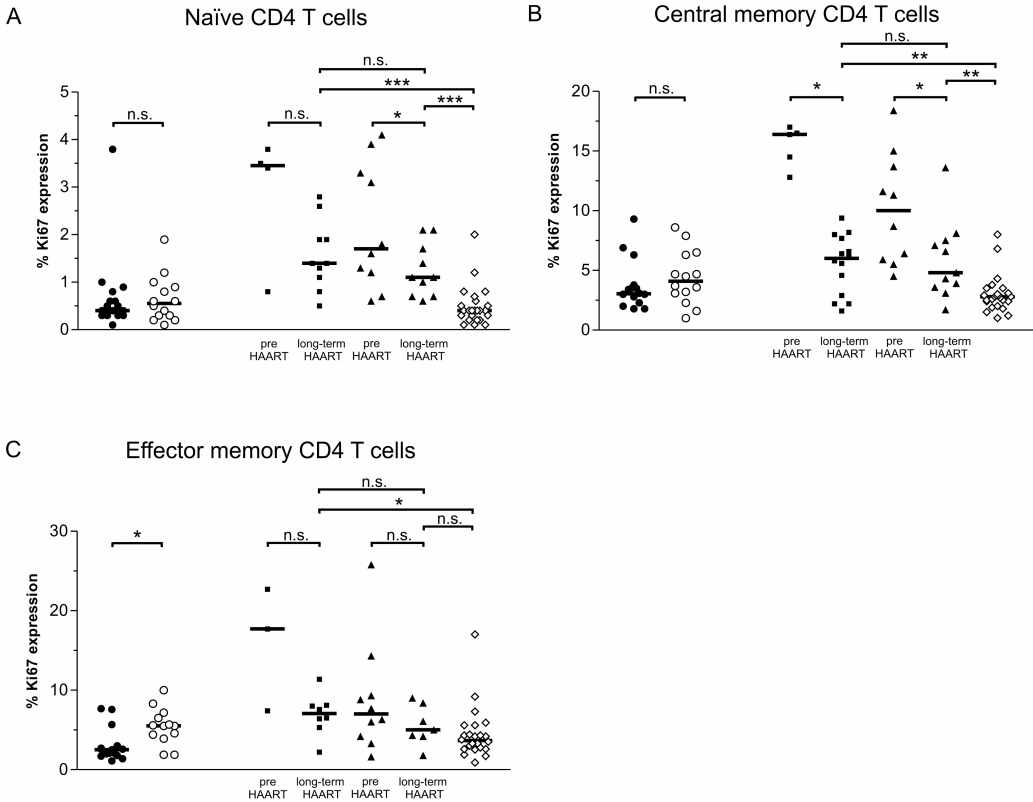 A
Naïve CD4 T cells
n.s.
***
***
n.s.
n.s.
*
5
4
3
2
1
0
% Ki67 expression
pre HAART
long-term HAART
pre HAART
long-term HAART
B
Central memory CD4 T cells
n.s.
**
**
n.s.
*
*
20
15
10
5
0
% Ki67 expression
pre HAART
long-term HAART
pre HAART
long-term HAART
C
Effector memory CD4 T cells
n.s.
*
n.s.
*
n.s.
n.s.
30
20
10
0
% Ki67 expression
pre HAART
long-term HAART
pre HAART
long-term HAART